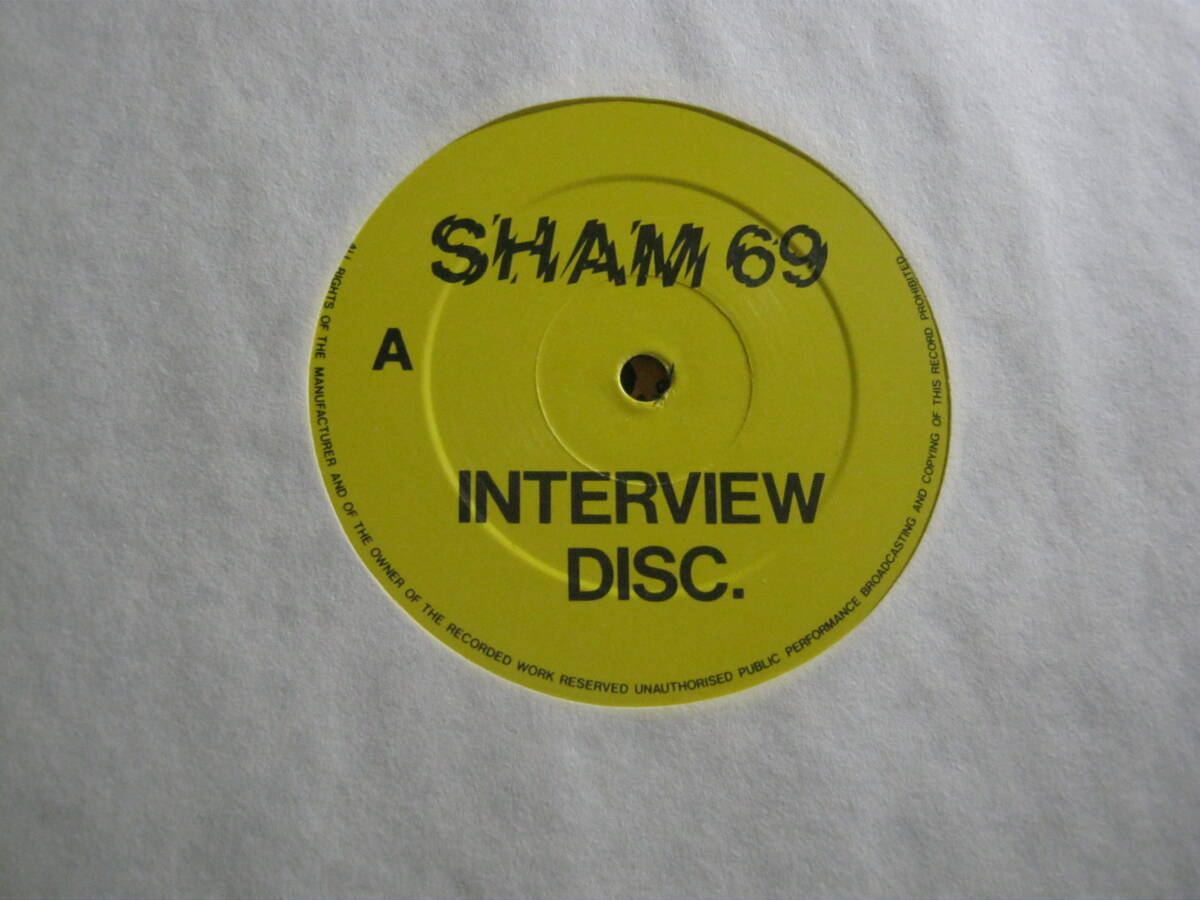 SHAM 69
A
INTERVIEW
DISC.
ALL RIGHTS OF THE MANUFACTURER AND OF THE OWNER OF THE RECORDED WORK RESERVED UNAUTHORISED PUBLIC PERFORMANCE BROADCASTING AND COPYING OF THIS RECORD PROHIBITED